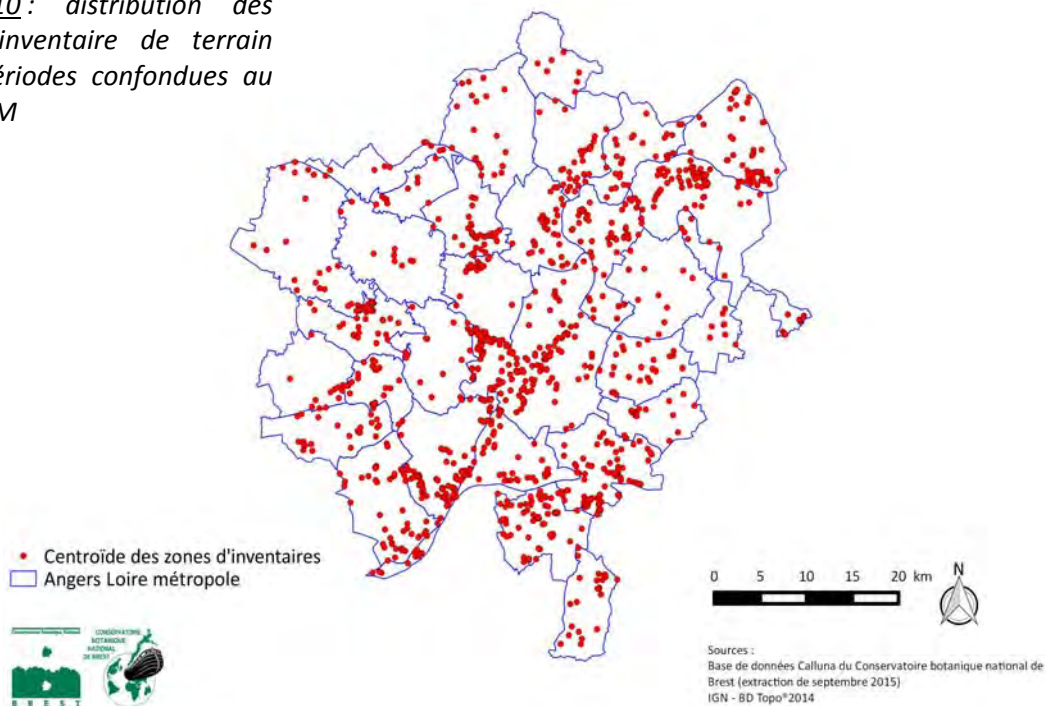 10 : distribution des
inventaire de terrain
ériodes confondues au
M
Centroïde des zones d'inventaires
Angers Loire métropole
0 5 10 15 20 km
N
Sources :
Base de données Calluna du Conservatoire botanique national de
Brest (extraction de septembre 2015)
IGN - BD Topo®2014
CONSERVATOIRE
BOTANIQUE
NATIONAL
DE BREST
BREST